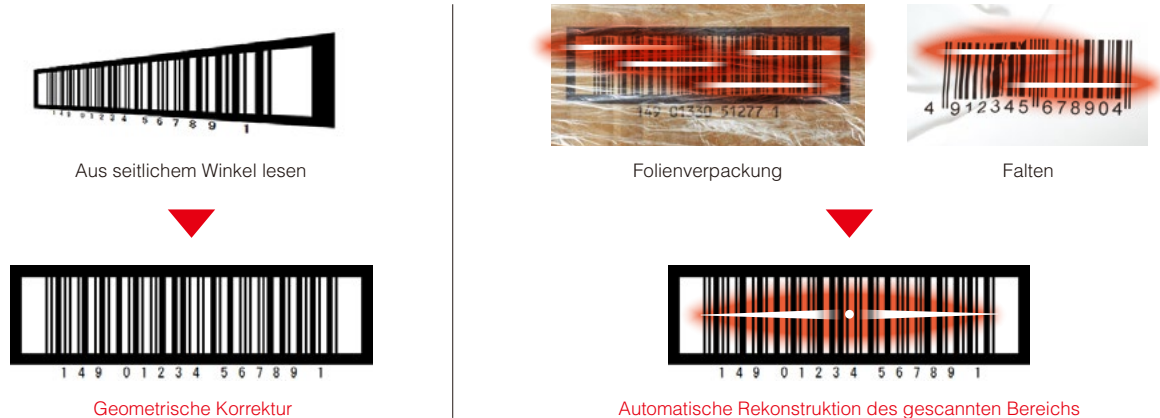 1 4 9 0 1 2 3 4 5 6 7 8 9 1
Aus seitlichem Winkel lesen
1 4 9 0 1 2 3 4 5 6 7 8 9 1
Geometrische Korrektur
149 01330 51277 1
4 912345 678904
Folienverpackung
Falten
1 4 9 0 1 2 3 4 5 6 7 8 9 1
Automatische Rekonstruktion des gescannten Bereichs